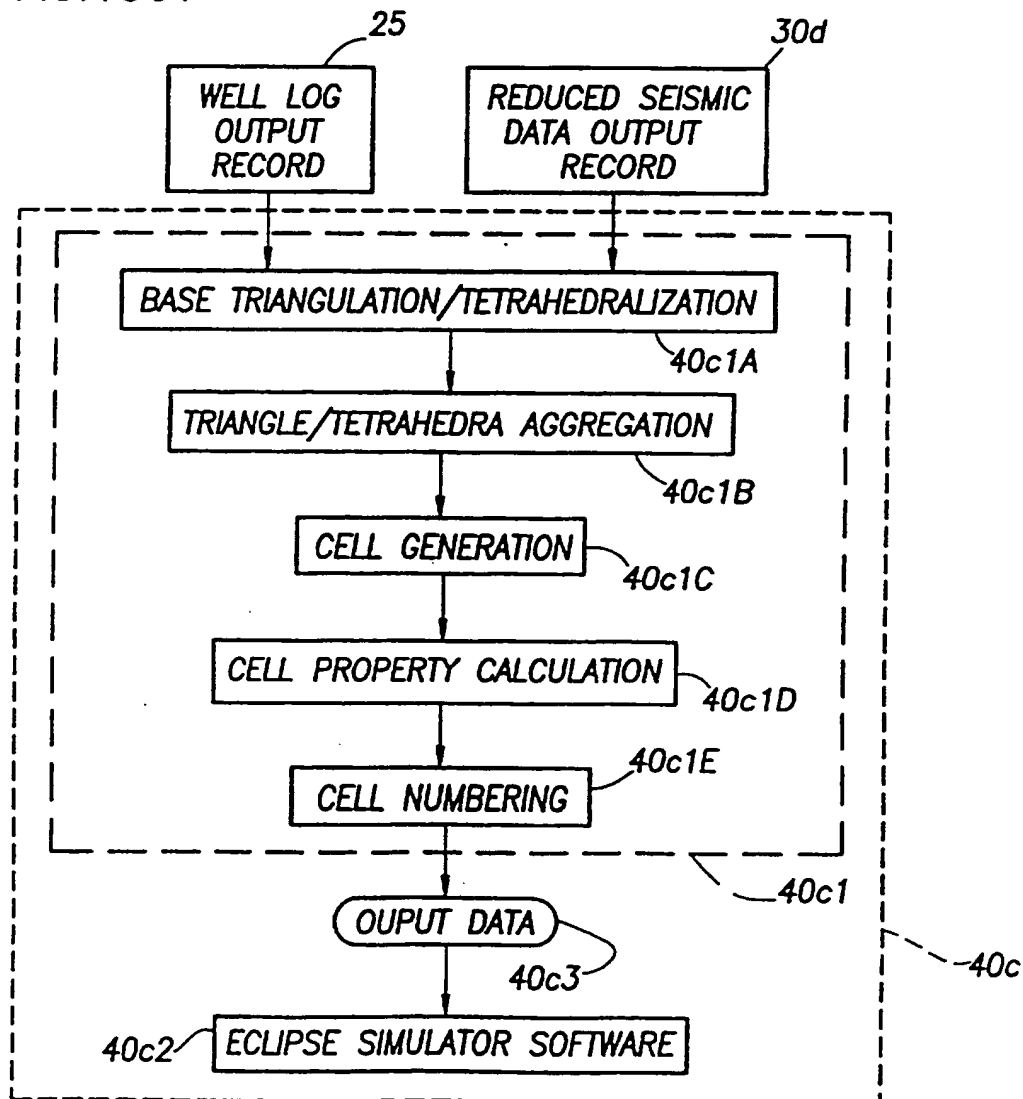 25
30d
WELL LOG
OUTPUT
RECORD
REDUCED SEISMIC
DATA OUTPUT
RECORD
BASE TRIANGULATION/TETRAHEDRALIZATION
40c1A
TRIANGLE/TETRAHEDRA AGGREGATION
40c1B
CELL GENERATION
40c1C
CELL PROPERTY CALCULATION
40c1D
40c1E
CELL NUMBERING
40c1
OUPUT DATA
40c3
40c
40c2
ECLIPSE SIMULATOR SOFTWARE